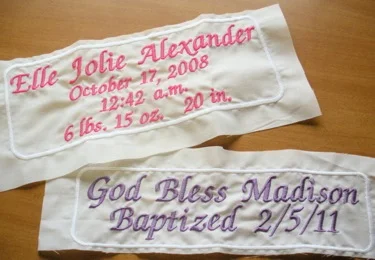 Elle Jolie Alexander
October 17, 2008
12:42 a.m.
6 lbs. 15 oz. 20 in.
God Bless Madison
Baptized 2/5/11